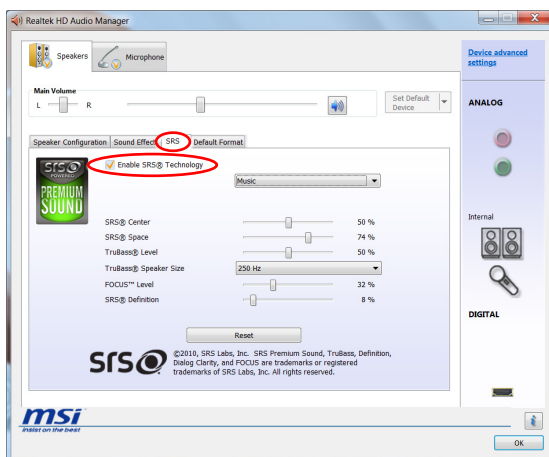 Realtek HD Audio Manager
Speakers
Microphone
Device advanced
settings
Main Volume
L
R
Set Default
Device
ANALOG
Speaker Configuration
Sound Effect
SRS
Default Format
SRS
POWERED
PREMIUM
SOUND
Enable SRS® Technology
Music
SRS® Center
50 %
SRS® Space
74 %
TruBass® Level
50 %
TruBass® Speaker Size
250 Hz
FOCUS™ Level
32 %
SRS® Definition
8 %
Internal
DIGITAL
Reset
SRS
©2010, SRS Labs, Inc. SRS Premium Sound, TruBass, Definition,
Dialog Clarity, and FOCUS are trademarks or registered
trademarks of SRS Labs, Inc. All rights reserved.
msi
insist on the best
i
OK